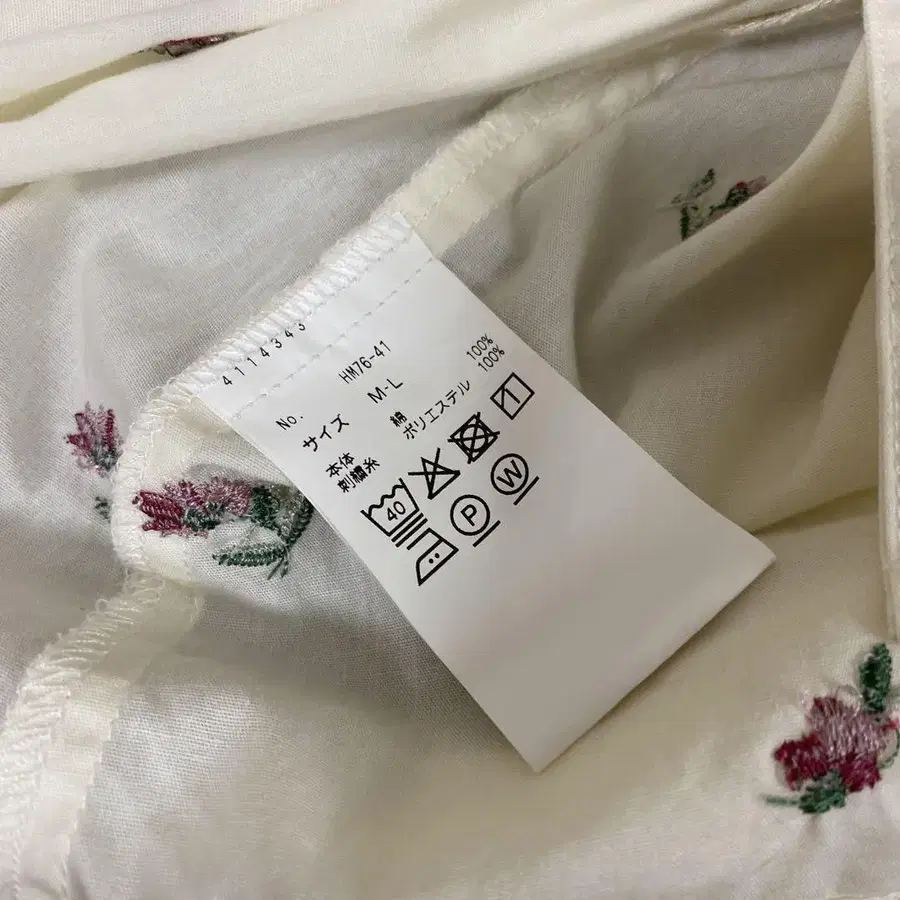 4114343
No. HM76-41
サイズ M-L
本体 綿 100%
刺繍糸 ポリエステル 100%
40
P W